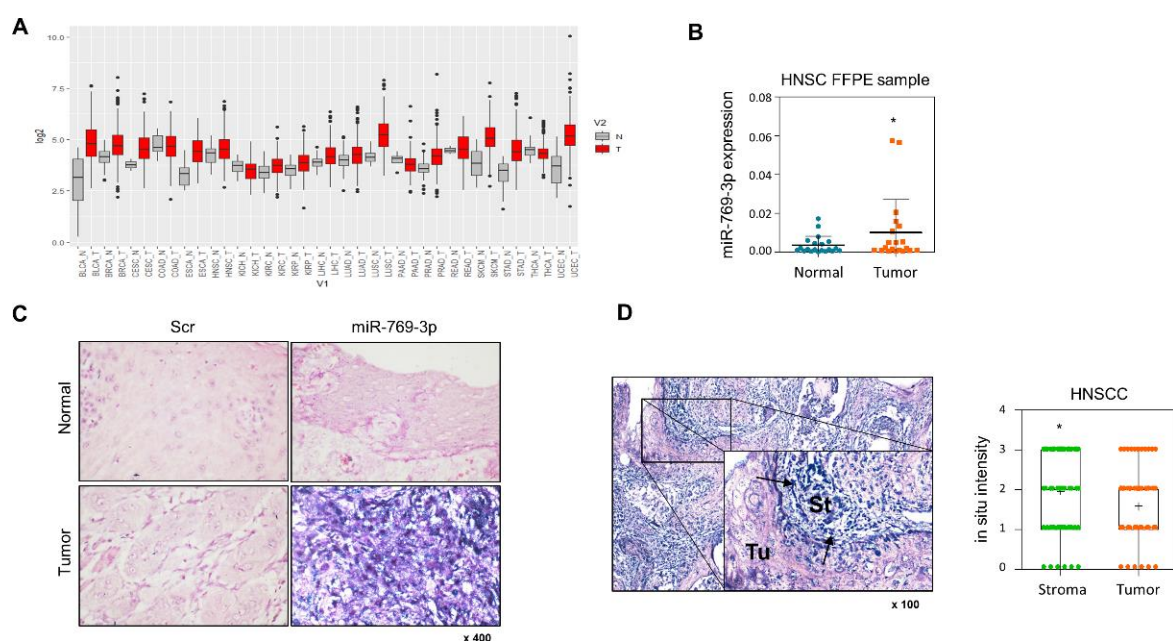 A
10.0
7.5
5.0
2.5
0.0
log2
BLCA_N
BLCA_T
BRCA_N
BRCA_T
CESC_N
CESC_T
COAD_N
COAD_T
ESCA_N
ESCA_T
HNSC_N
HNSC_T
KICH_N
KICH_T
KIRC_N
KIRC_T
KIRP_N
KIRP_T
LIHC_N
LIHC_T
LUAD_N
LUAD_T
LUSC_N
LUSC_T
PAAD_N
PAAD_T
PRAD_N
PRAD_T
READ_N
READ_T
SKCM_N
SKCM_T
STAD_N
STAD_T
THCA_N
THCA_T
UCEC_N
UCEC_T
V1
V2
N
T
B
HNSC FFPE sample
miR-769-3p expression
0.08
0.06
0.04
0.02
0.00
*
Normal Tumor
C
Scr miR-769-3p
Normal
Tumor
x 400
D
St
Tu
x 100
HNSCC
in situ intensity
4
3
2
1
0
*
Stroma Tumor